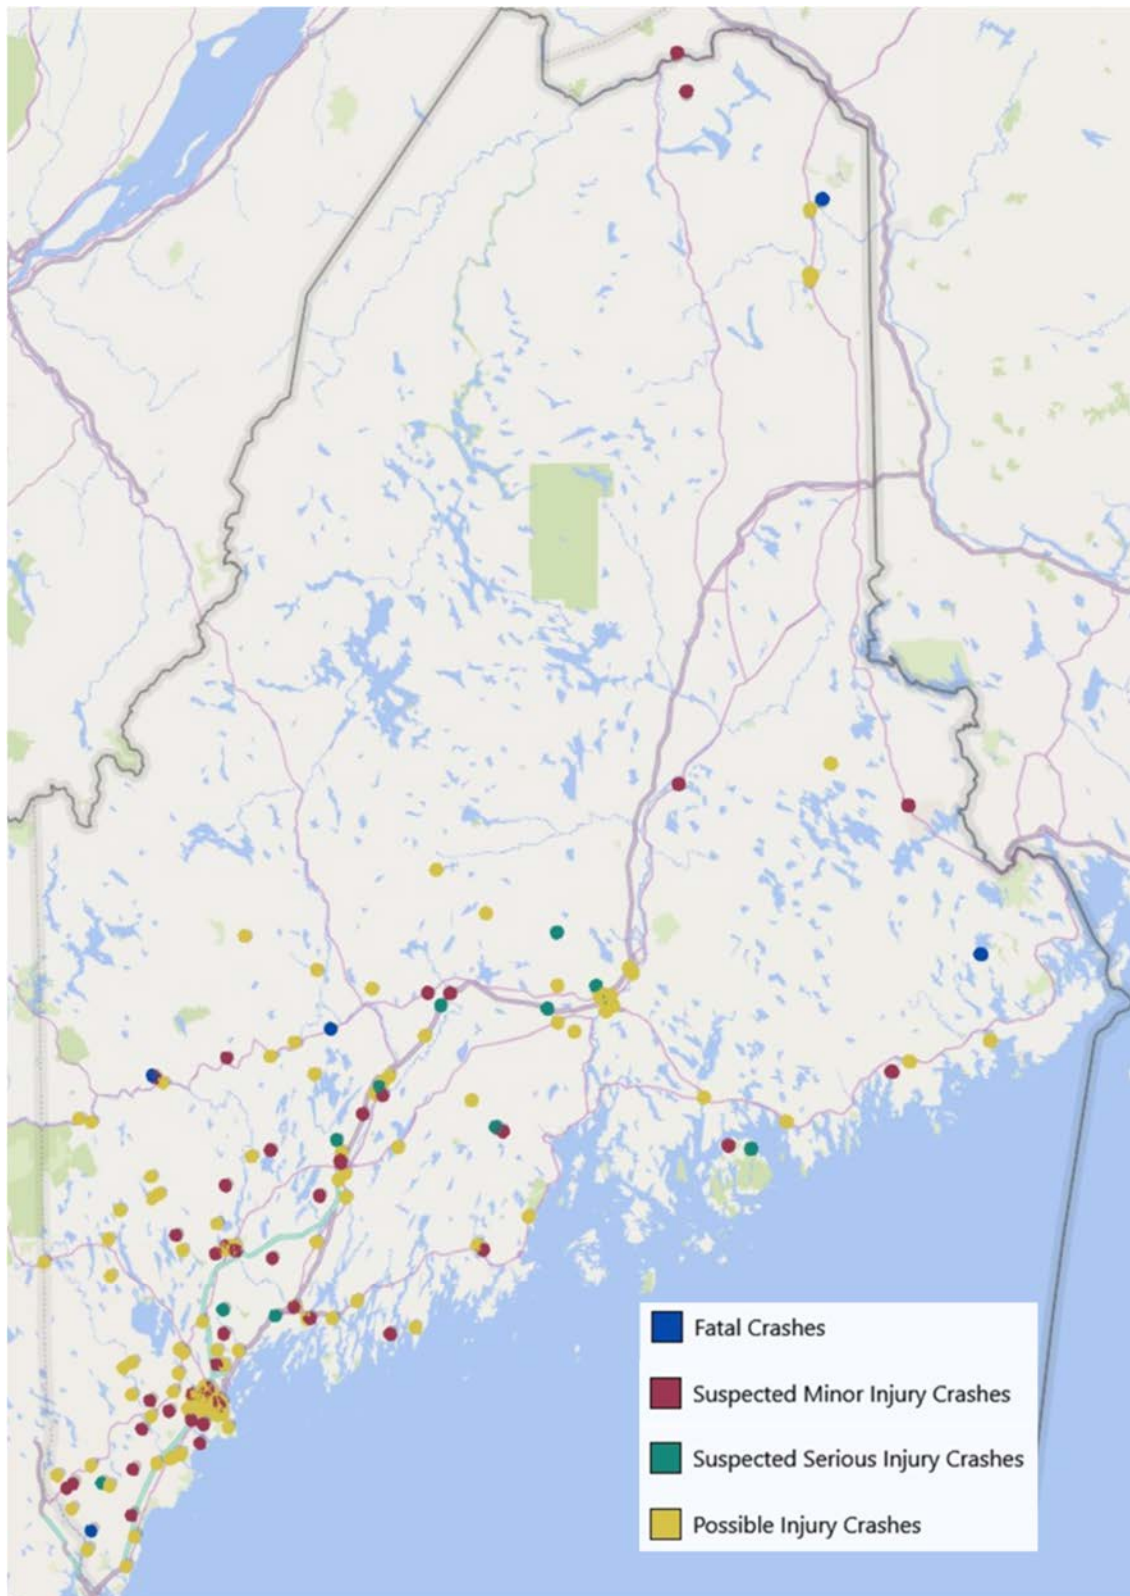 Fatal Crashes
Suspected Minor Injury Crashes
Suspected Serious Injury Crashes
Possible Injury Crashes